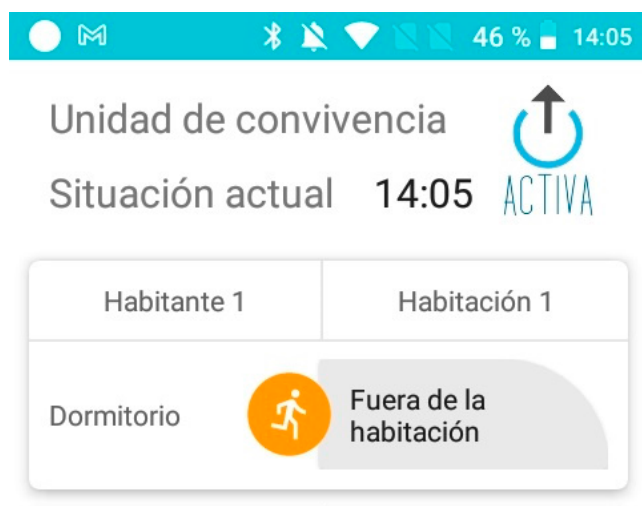 46 % 14:05
Unidad de convivencia
Situación actual 14:05
ACTIVA
Habitante 1 Habitación 1
Dormitorio
Fuera de la
habitación